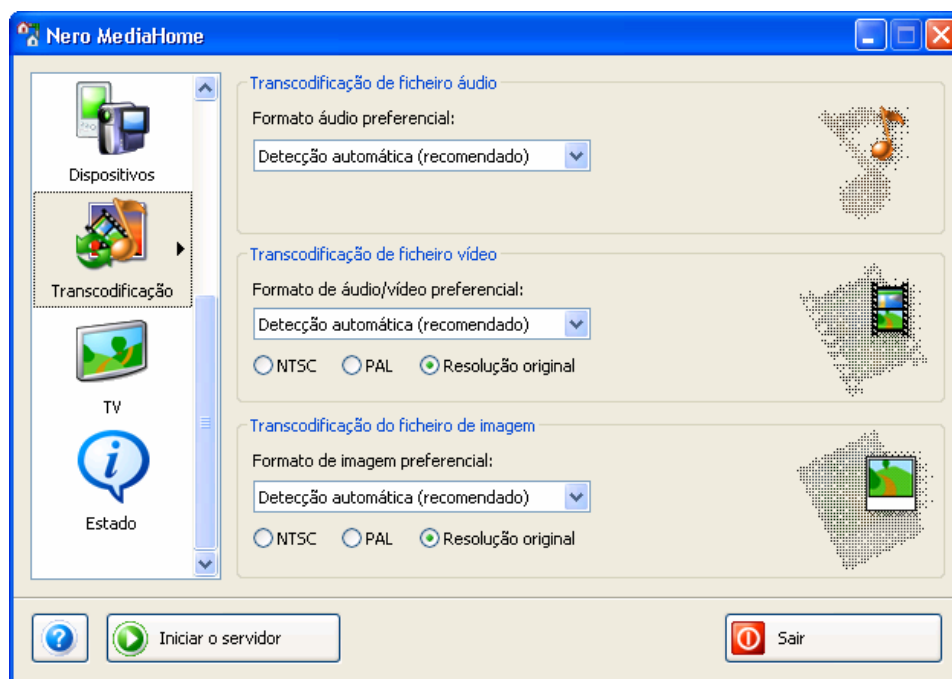 Nero MediaHome
Dispositivos
Transcodificação
TV
Estado
Transcodificação de ficheiro áudio
Formato áudio preferencial:
Detecção automática (recomendado)
Transcodificação de ficheiro vídeo
Formato de áudio/vídeo preferencial:
Detecção automática (recomendado)
NTSC PAL Resolução original
Transcodificação do ficheiro de imagem
Formato de imagem preferencial:
Detecção automática (recomendado)
NTSC PAL Resolução original
Iniciar o servidor
Sair